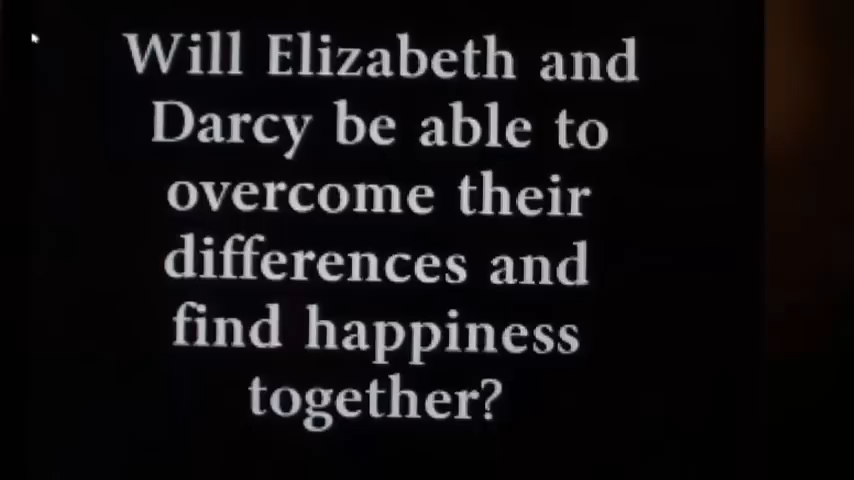 Will Elizabeth and
Darcy be able to
overcome their
differences and
find happiness
together?